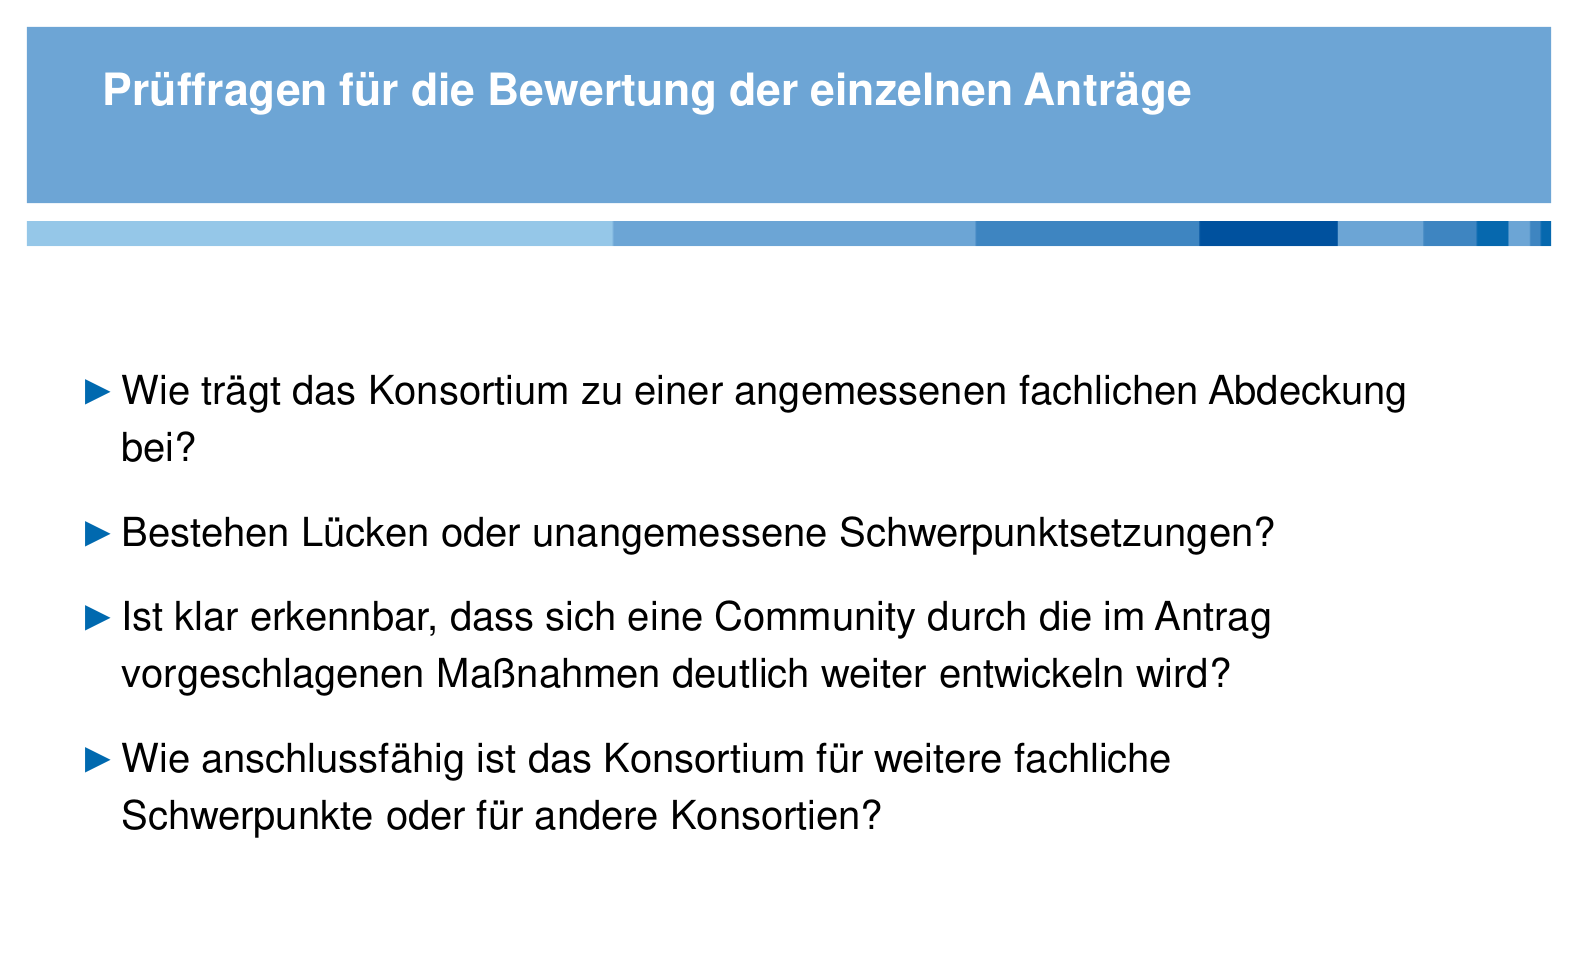 Prüffragen für die Bewertung der einzelnen Anträge
▶ Wie trägt das Konsortium zu einer angemessenen fachlichen Abdeckung
bei?
▶ Bestehen Lücken oder unangemessene Schwerpunktsetzungen?
▶ Ist klar erkennbar, dass sich eine Community durch die im Antrag
vorgeschlagenen Maßnahmen deutlich weiter entwickeln wird?
▶ Wie anschlussfähig ist das Konsortium für weitere fachliche
Schwerpunkte oder für andere Konsortien?